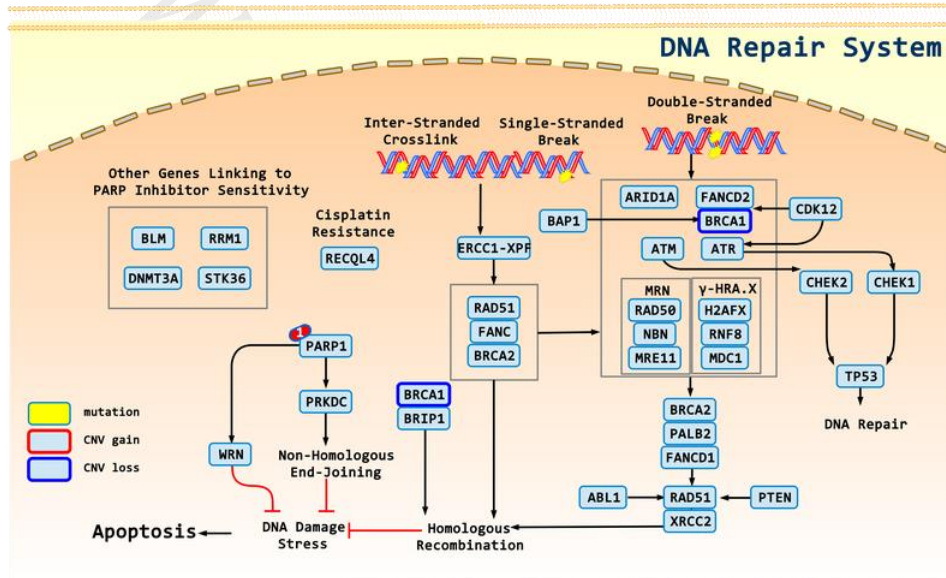 DNA Repair System
Double-Stranded
Break
Inter-Stranded
Crosslink
Single-Stranded
Break
Other Genes Linking to
PARP Inhibitor Sensitivity
BLM
RRM1
DNMT3A
STK36
Cisplatin
Resistance
RECQL4
ERCC1-XPF
RAD51
FANC
BRCA2
BAP1
ARID1A
FANCD2
BRCA1
CDK12
ATM
ATR
CHEK2
CHEK1
MRN
RAD50
NBN
MRE11
γ-HRA.X
H2AFX
RNF8
MDC1
TP53
DNA Repair
1
PARP1
PRKDC
WRN
Non-Homologous
End-Joining
BRCA1
BRIP1
BRCA2
PALB2
FANCD1
ABL1
RAD51
PTEN
XRCC2
mutation
CNV gain
CNV loss
Apoptosis
DNA Damage
Stress
Homologous
Recombination